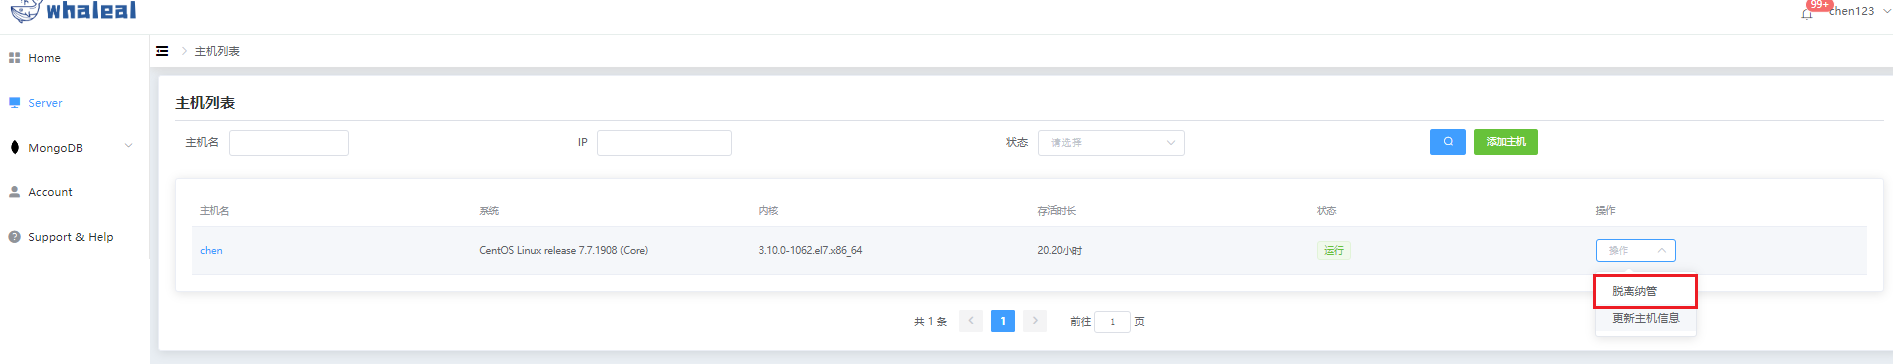 whaleal
99+
chen123
Home
主机列表
Server
主机列表
主机名
IP
状态
请选择
添加主机
MongoDB
Account
主机名
系统
内核
存活时长
状态
操作
Support & Help
chen
CentOS Linux release 7.7.1908 (Core)
3.10.0-1062.el7.x86_64
20.20小时
运行
操作
脱离纳管
更新主机信息
共 1 条
1
前往
1
页